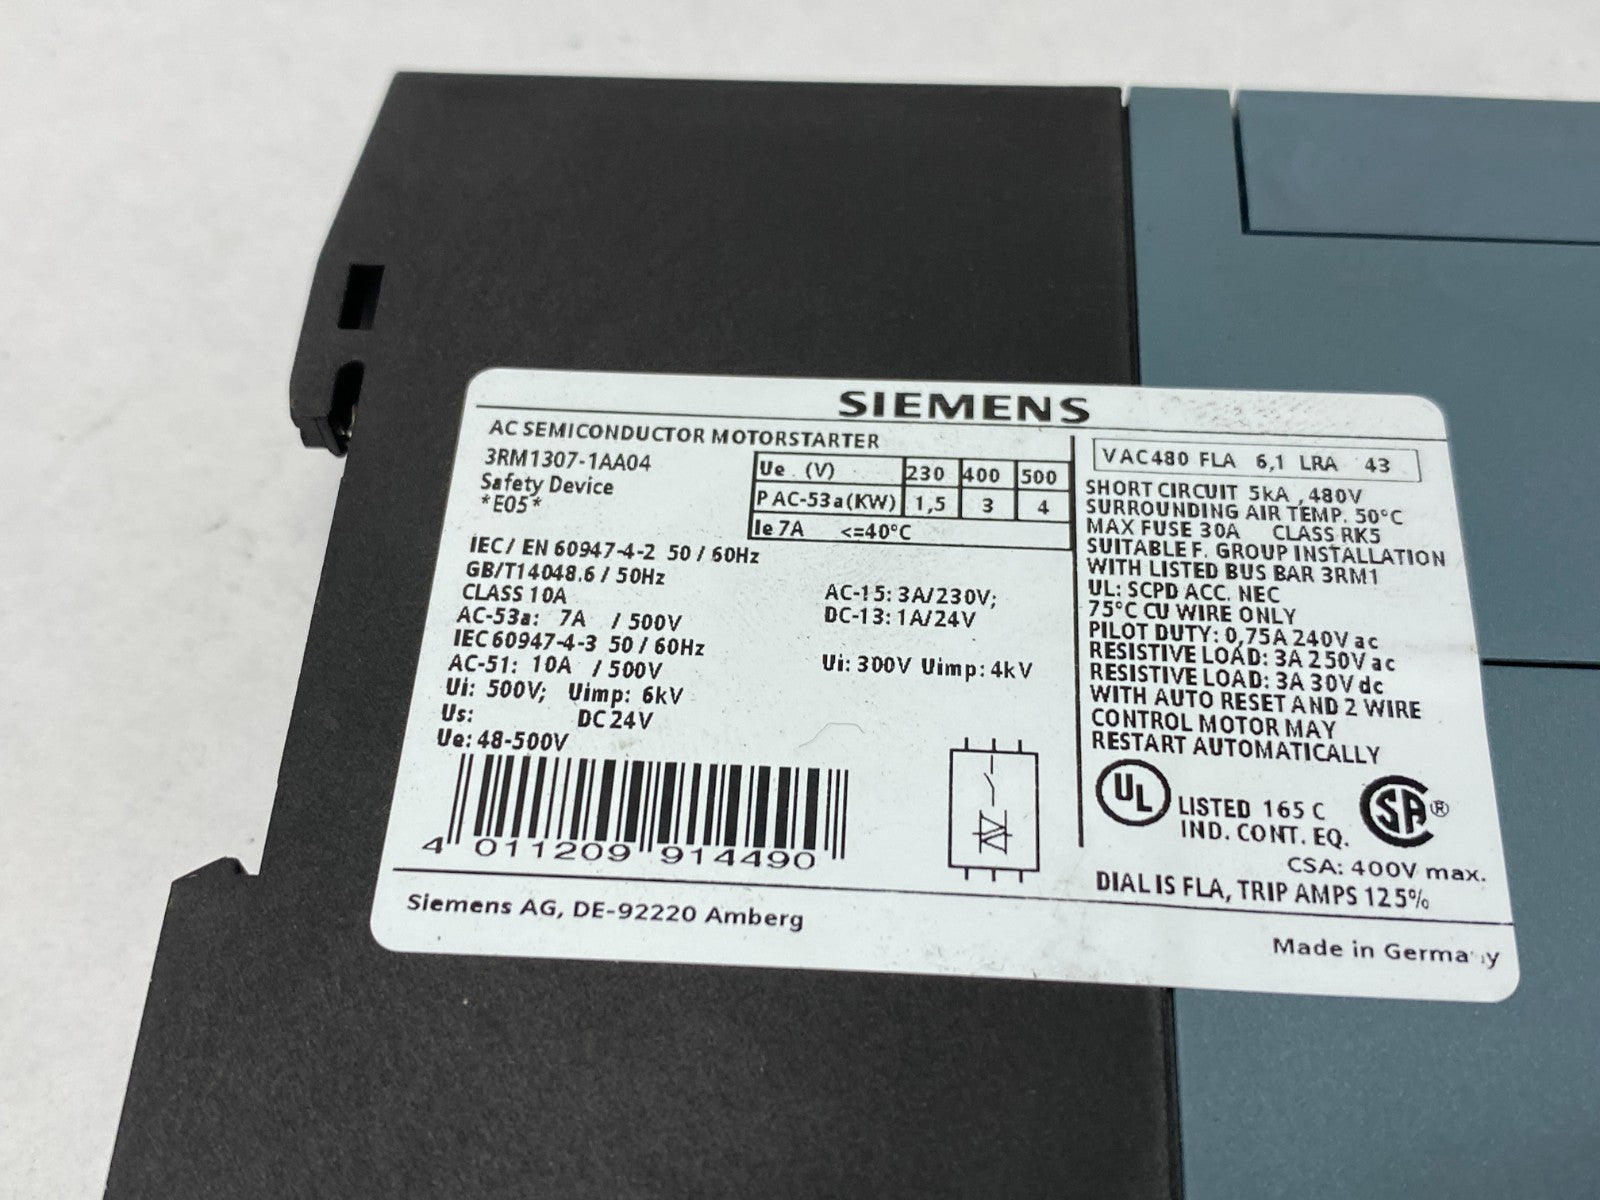 SIEMENS
AC SEMICONDUCTOR MOTORSTARTER
3RM1307-1AA04
Safety Device
*E05*
Ue . (V) 230 400 500
P AC-53a(KW) 1,5 3 4
Ie 7A <=40°C
IEC/ EN 60947-4-2 50 / 60Hz
GB/T14048.6 / 50Hz
CLASS 10A
AC-53a: 7A / 500V
IEC 60947-4-3 50 / 60Hz
AC-51: 10A / 500V
Ui: 500V; Uimp: 6kV
Us: DC 24V
Ue: 48-500V
AC-15: 3A/230V;
DC-13: 1A/24V
Ui: 300V Uimp: 4kV
4 011209 914490
VAC480 FLA 6,1 LRA 43
SHORT CIRCUIT 5kA , 480V
SURROUNDING AIR TEMP. 50°C
MAX FUSE 30A CLASS RK5
SUITABLE F. GROUP INSTALLATION
WITH LISTED BUS BAR 3RM1
UL: SCPD ACC. NEC
75°C CU WIRE ONLY
PILOT DUTY: 0,75A 240V ac
RESISTIVE LOAD: 3A 250V ac
RESISTIVE LOAD: 3A 30V dc
WITH AUTO RESET AND 2 WIRE
CONTROL MOTOR MAY
RESTART AUTOMATICALLY
UL LISTED 165 C SA ®
IND. CONT. EQ.
CSA: 400V max.
DIAL IS FLA, TRIP AMPS 125%
Siemens AG, DE-92220 Amberg
Made in Germany